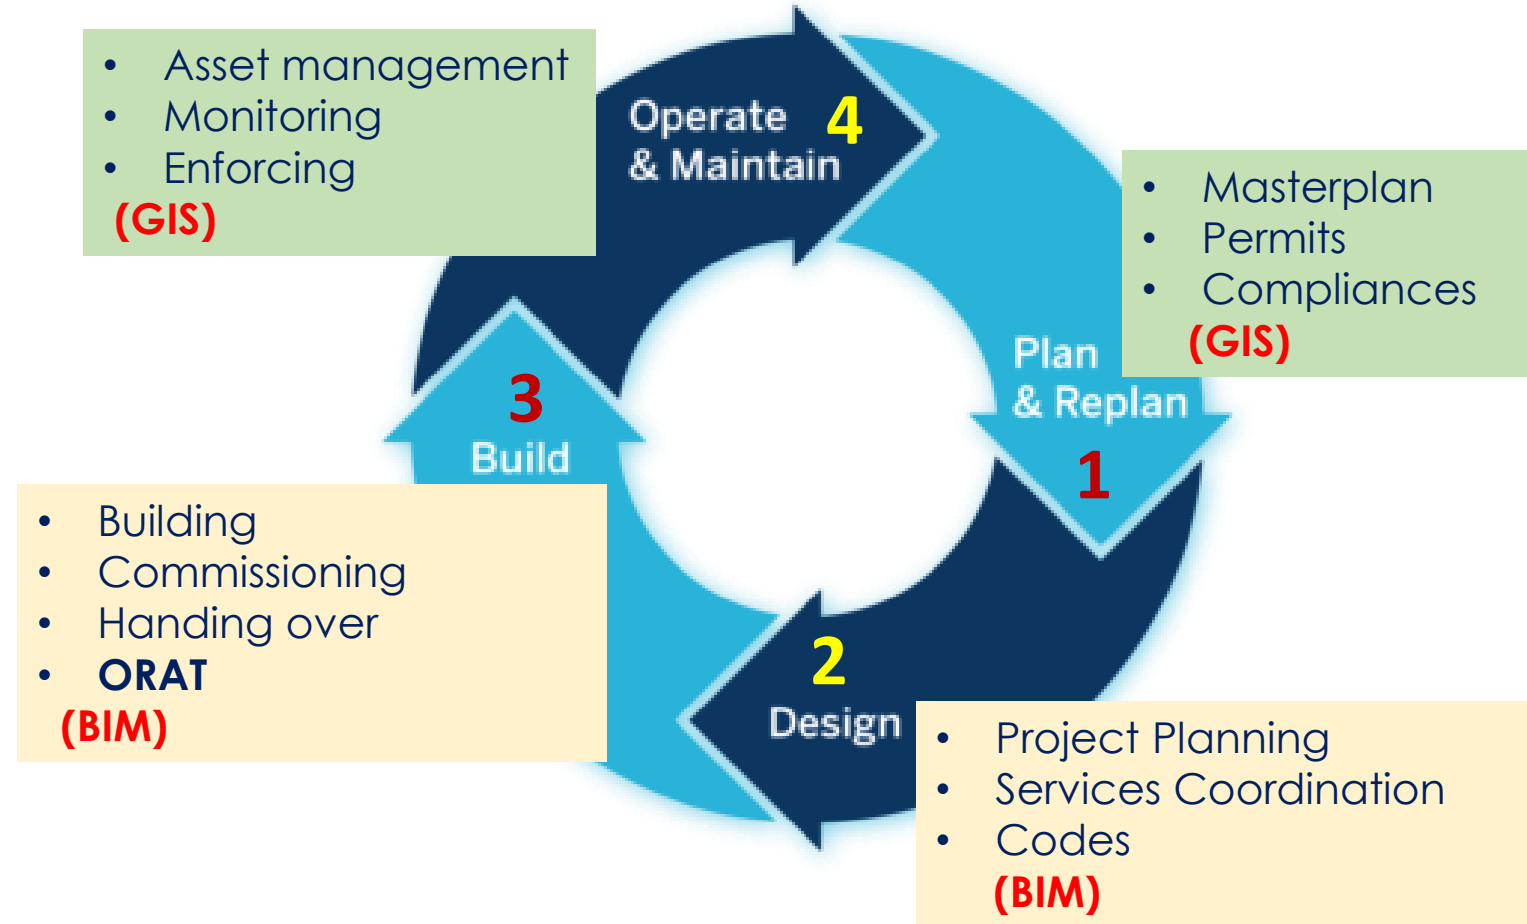 • Asset management
• Monitoring
• Enforcing
(GIS)
Operate 4
& Maintain
• Masterplan
• Permits
• Compliances
(GIS)
Plan
& Replan
1
3
Build
• Building
• Commissioning
• Handing over
• ORAT
(BIM)
2
Design
• Project Planning
• Services Coordination
• Codes
(BIM)